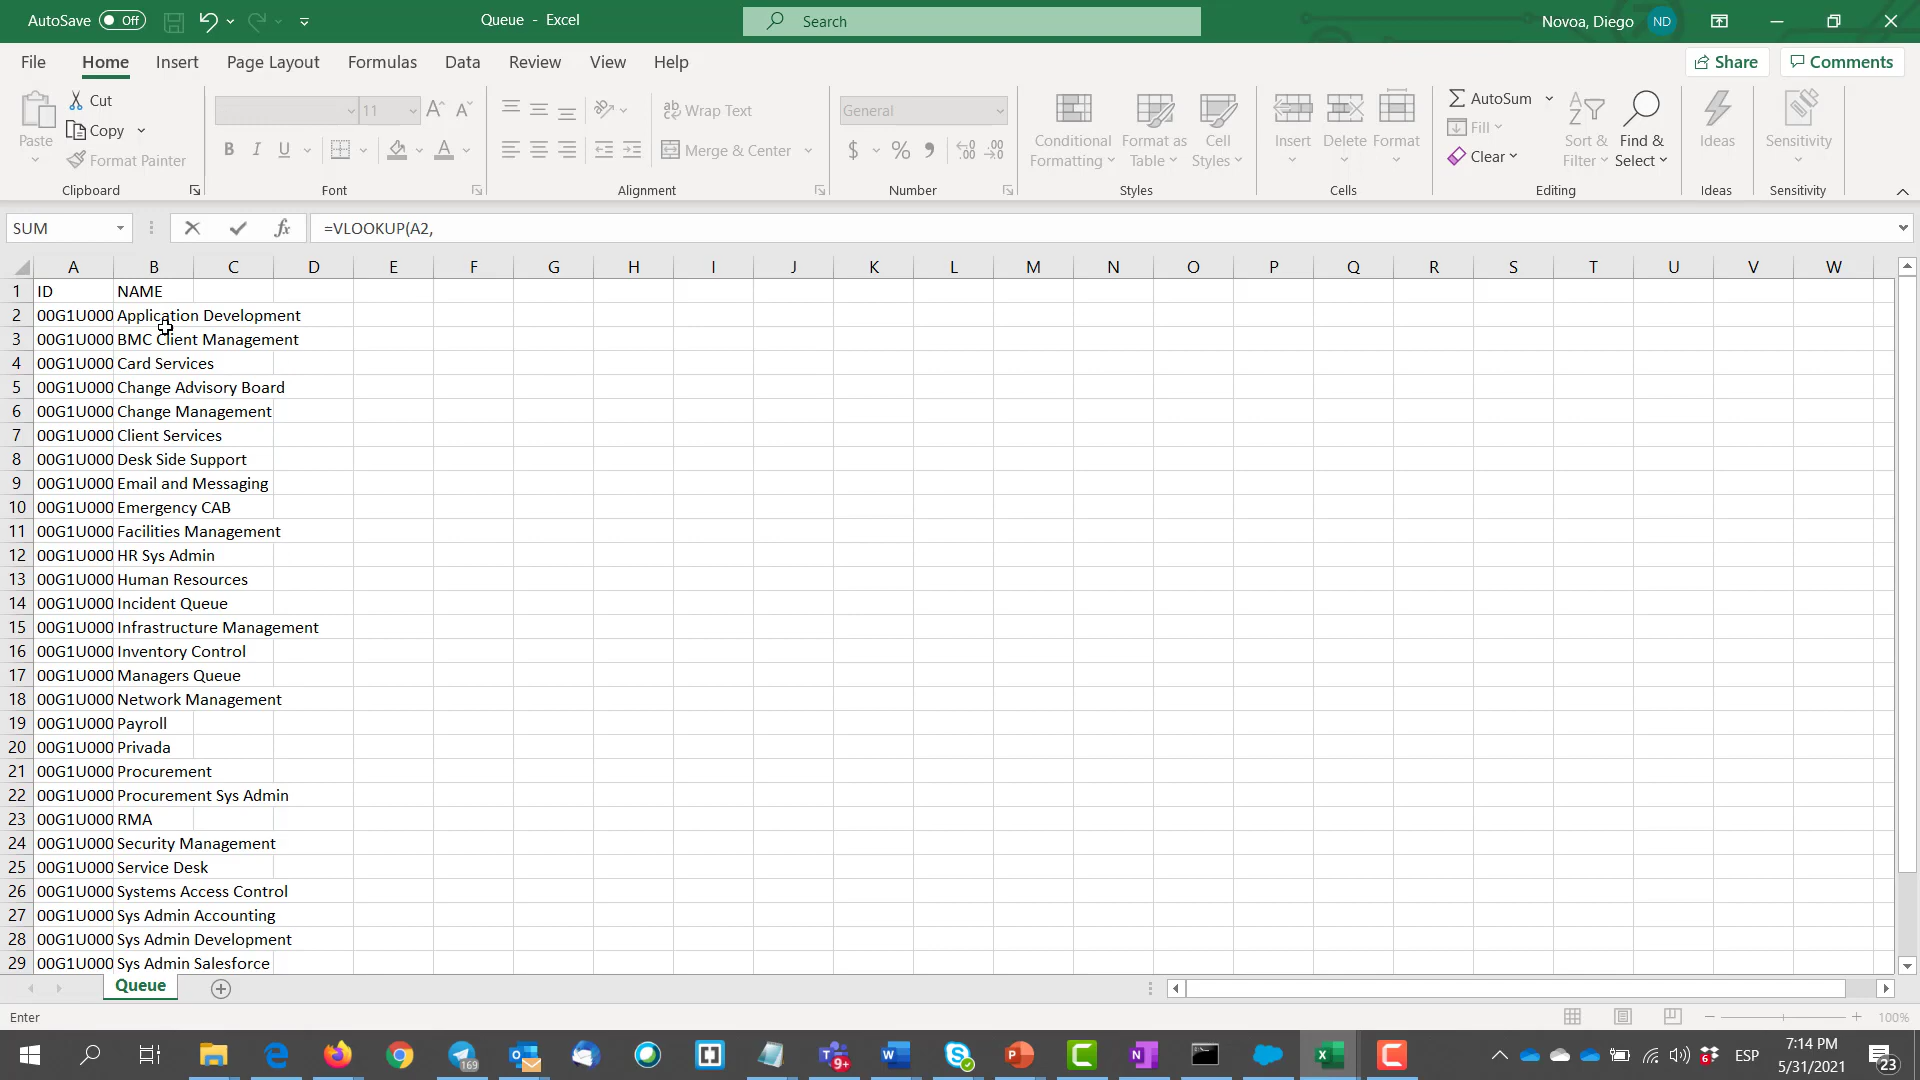 AutoSave Off Queue - Excel Search Novoa, Diego ND
File Home Insert Page Layout Formulas Data Review View Help Share Comments
Paste Cut Copy Format Painter Clipboard
11 A A B I U A Font
ab Wrap Text Merge & Center Alignment
General $ % 9 Number
Conditional Formatting Format as Table Cell Styles Styles
Insert Delete Format Cells
AutoSum Fill Clear Sort & Filter Find & Select Editing
Ideas Ideas
Sensitivity Sensitivity
SUM fx =VLOOKUP(A2,
A B C D E F G H I J K L M N O P Q R S T U V W
1 ID NAME
2 00G1U000 Application Development
3 00G1U000 BMC Client Management
4 00G1U000 Card Services
5 00G1U000 Change Advisory Board
6 00G1U000 Change Management
7 00G1U000 Client Services
8 00G1U000 Desk Side Support
9 00G1U000 Email and Messaging
10 00G1U000 Emergency CAB
11 00G1U000 Facilities Management
12 00G1U000 HR Sys Admin
13 00G1U000 Human Resources
14 00G1U000 Incident Queue
15 00G1U000 Infrastructure Management
16 00G1U000 Inventory Control
17 00G1U000 Managers Queue
18 00G1U000 Network Management
19 00G1U000 Payroll
20 00G1U000 Privada
21 00G1U000 Procurement
22 00G1U000 Procurement Sys Admin
23 00G1U000 RMA
24 00G1U000 Security Management
25 00G1U000 Service Desk
26 00G1U000 Systems Access Control
27 00G1U000 Sys Admin Accounting
28 00G1U000 Sys Admin Development
29 00G1U000 Sys Admin Salesforce
Queue
Enter 100%
169 9+ ESP 7:14 PM
5/31/2021 23